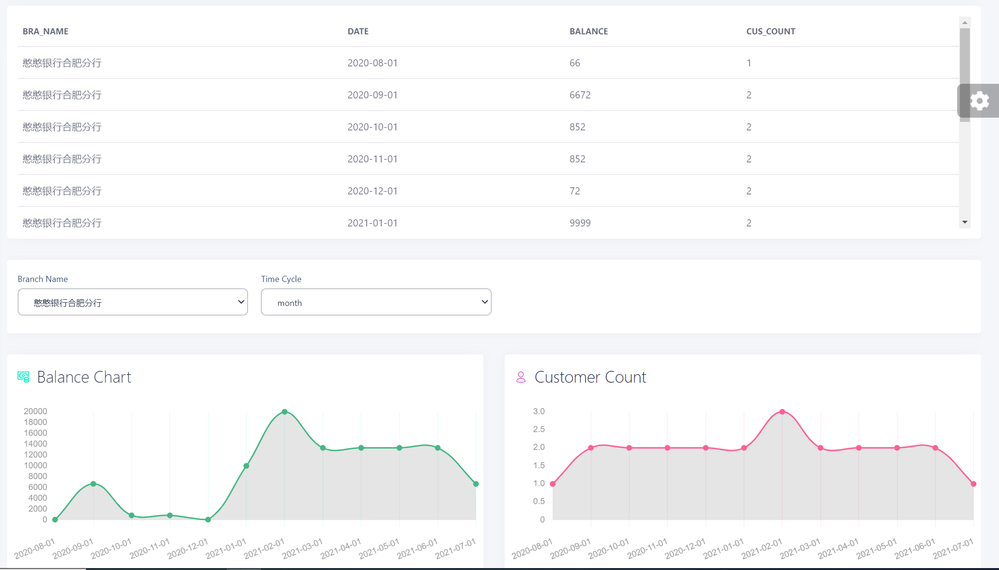 BRA_NAME DATE BALANCE CUS_COUNT
憨憨银行合肥分行 2020-08-01 66 1
憨憨银行合肥分行 2020-09-01 6672 2
憨憨银行合肥分行 2020-10-01 852 2
憨憨银行合肥分行 2020-11-01 852 2
憨憨银行合肥分行 2020-12-01 72 2
憨憨银行合肥分行 2021-01-01 9999 2
Branch Name Time Cycle
憨憨银行合肥分行 month
Balance Chart
20000
18000
16000
14000
12000
10000
8000
6000
4000
2000
0
2020-08-01 2020-09-01 2020-10-01 2020-11-01 2020-12-01 2021-01-01 2021-02-01 2021-03-01 2021-04-01 2021-05-01 2021-06-01 2021-07-01
Customer Count
3.0
2.5
2.0
1.5
1.0
0.5
0
2020-08-01 2020-09-01 2020-10-01 2020-11-01 2020-12-01 2021-01-01 2021-02-01 2021-03-01 2021-04-01 2021-05-01 2021-06-01 2021-07-01